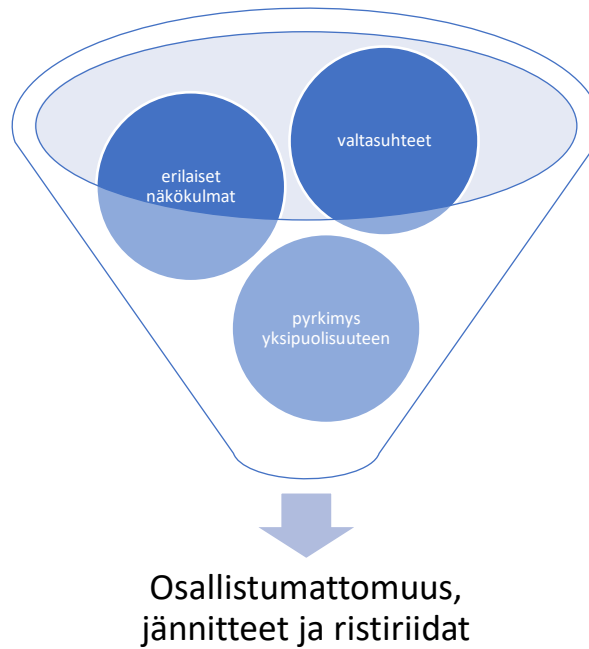 valtasuhteet
erilaiset
näkökulmat
pyrkimys
yksipuolisuuteen
Osallistumattomuus,
jännitteet ja ristiriidat